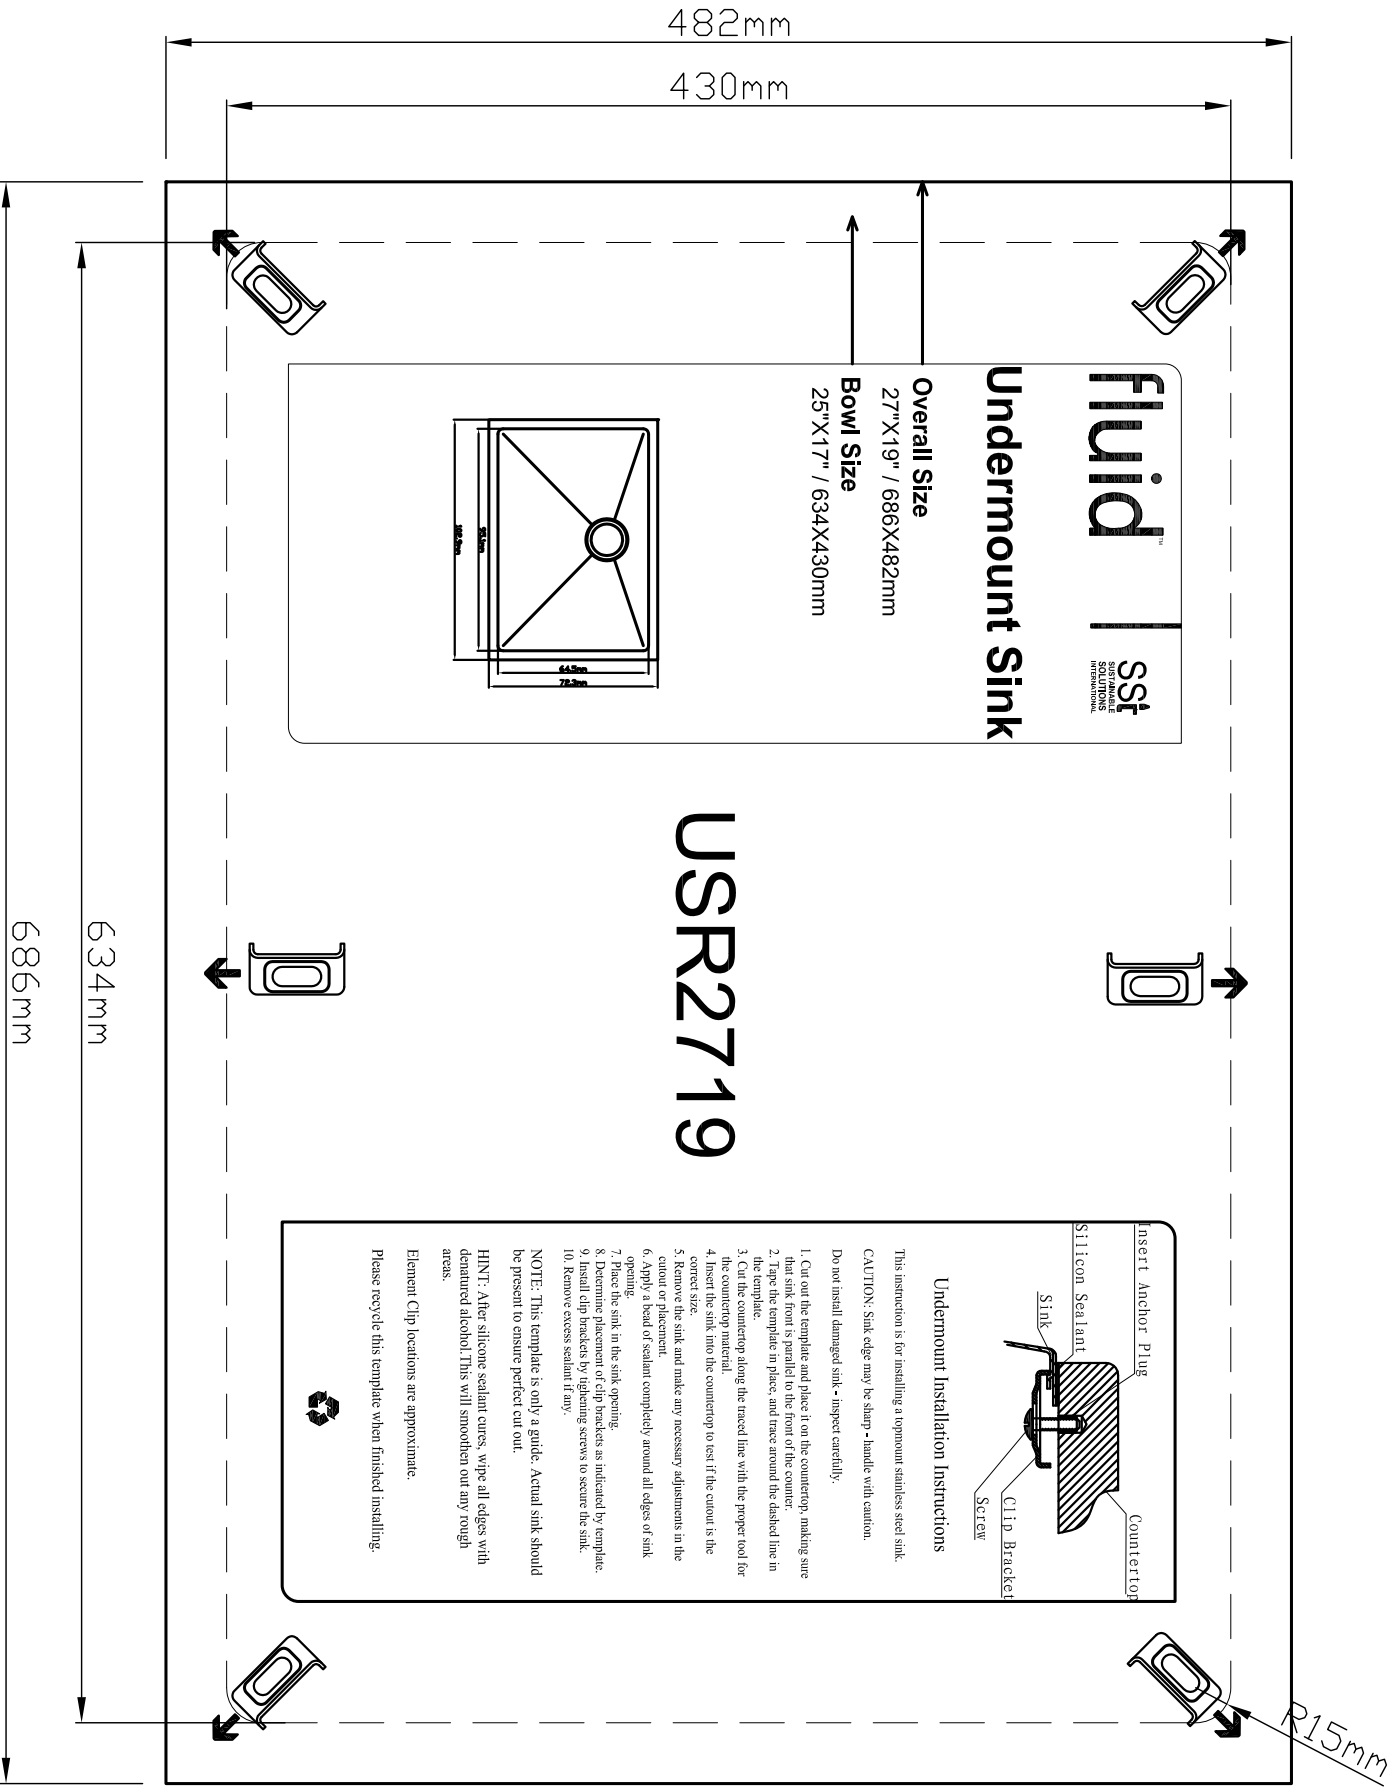 482mm
430mm
686mm
634mm
R15mm
fluid™
SSI
SUSTAINABLE
SOLUTIONS
INTERNATIONAL
Undermount Sink
Overall Size
27"X19" / 686X482mm
Bowl Size
25"X17" / 634X430mm
64.5mm
72.3mm
USR2719
Insert Anchor Plug
Silicon Sealant
Sink
Countertop
Clip Bracket
Screw
Undermount Installation Instructions
This instruction is for installing a topmount stainless steel sink.
CAUTION: Sink edge may be sharp - handle with caution.
Do not install damaged sink - inspect carefully.
1. Cut out the template and place it on the countertop, making sure
that sink front is parallel to the front of the counter.
2. Tape the template in place, and trace around the dashed line in
the template.
3. Cut the countertop along the traced line with the proper tool for
the countertop material.
4. Insert the sink into the countertop to test if the cutout is the
correct size.
5. Remove the sink and make any necessary adjustments in the
cutout or placement.
6. Apply a bead of sealant completely around all edges of sink
opening.
7. Place the sink in the sink opening.
8. Determine placement of clip brackets as indicated by template.
9. Install clip brackets by tightening screws to secure the sink.
10. Remove excess sealant if any.
NOTE: This template is only a guide. Actual sink should
be present to ensure perfect cut out.
HINT: After silicone sealant cures, wipe all edges with
denatured alcohol.This will smoothen out any rough
areas.
Element Clip locations are approximate.
Please recycle this template when finished installing.